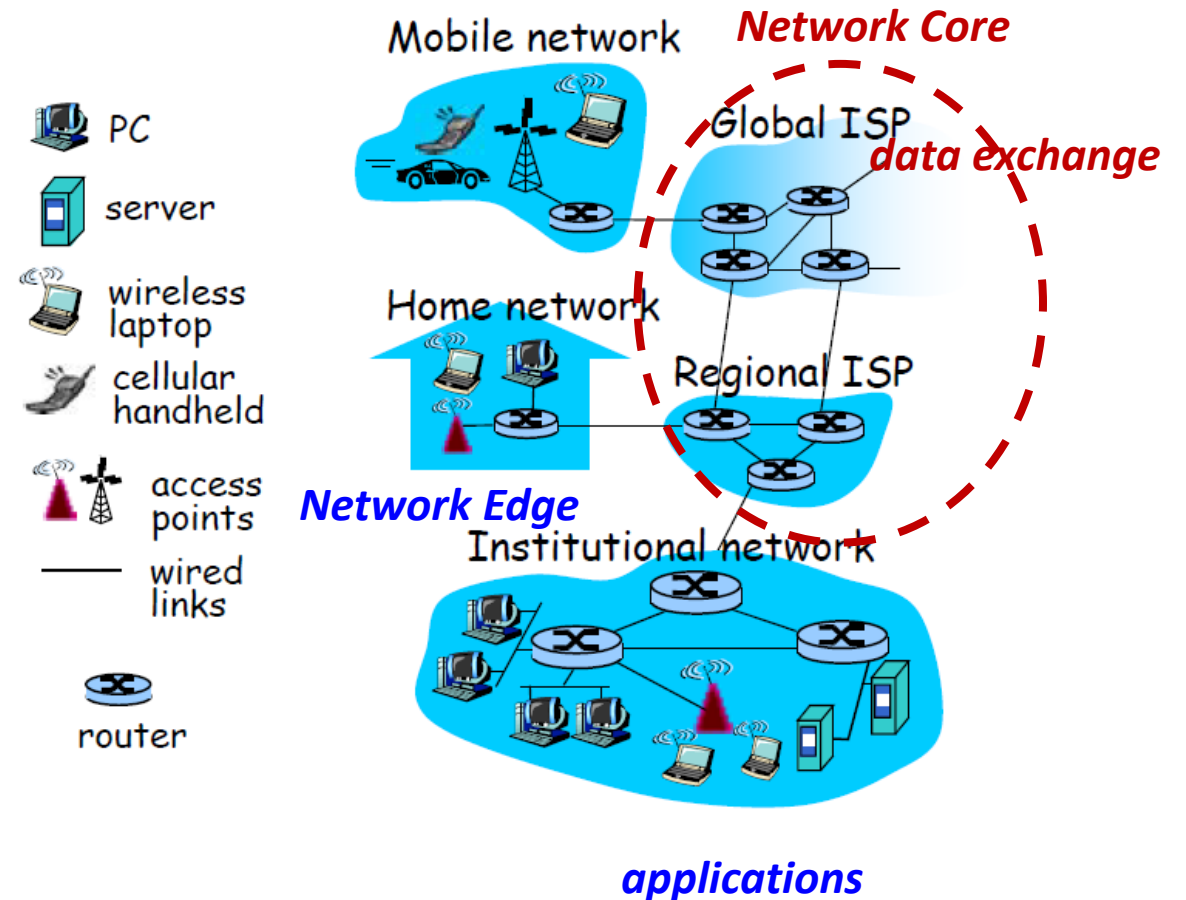 Mobile network
Network Core
Global ISP
data exchange
PC
server
wireless
laptop
cellular
handheld
access
points
wired
links
router
Home network
Regional ISP
Network Edge
Institutional network
applications